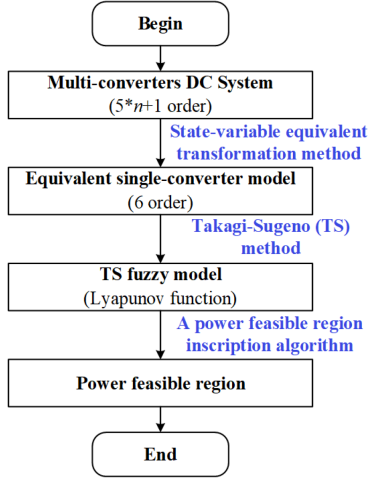 Begin
Multi-converters DC System
(5*n+1 order)
State-variable equivalent
transformation method
Equivalent single-converter model
(6 order)
Takagi-Sugeno (TS)
method
TS fuzzy model
(Lyapunov function)
A power feasible region
inscription algorithm
Power feasible region
End